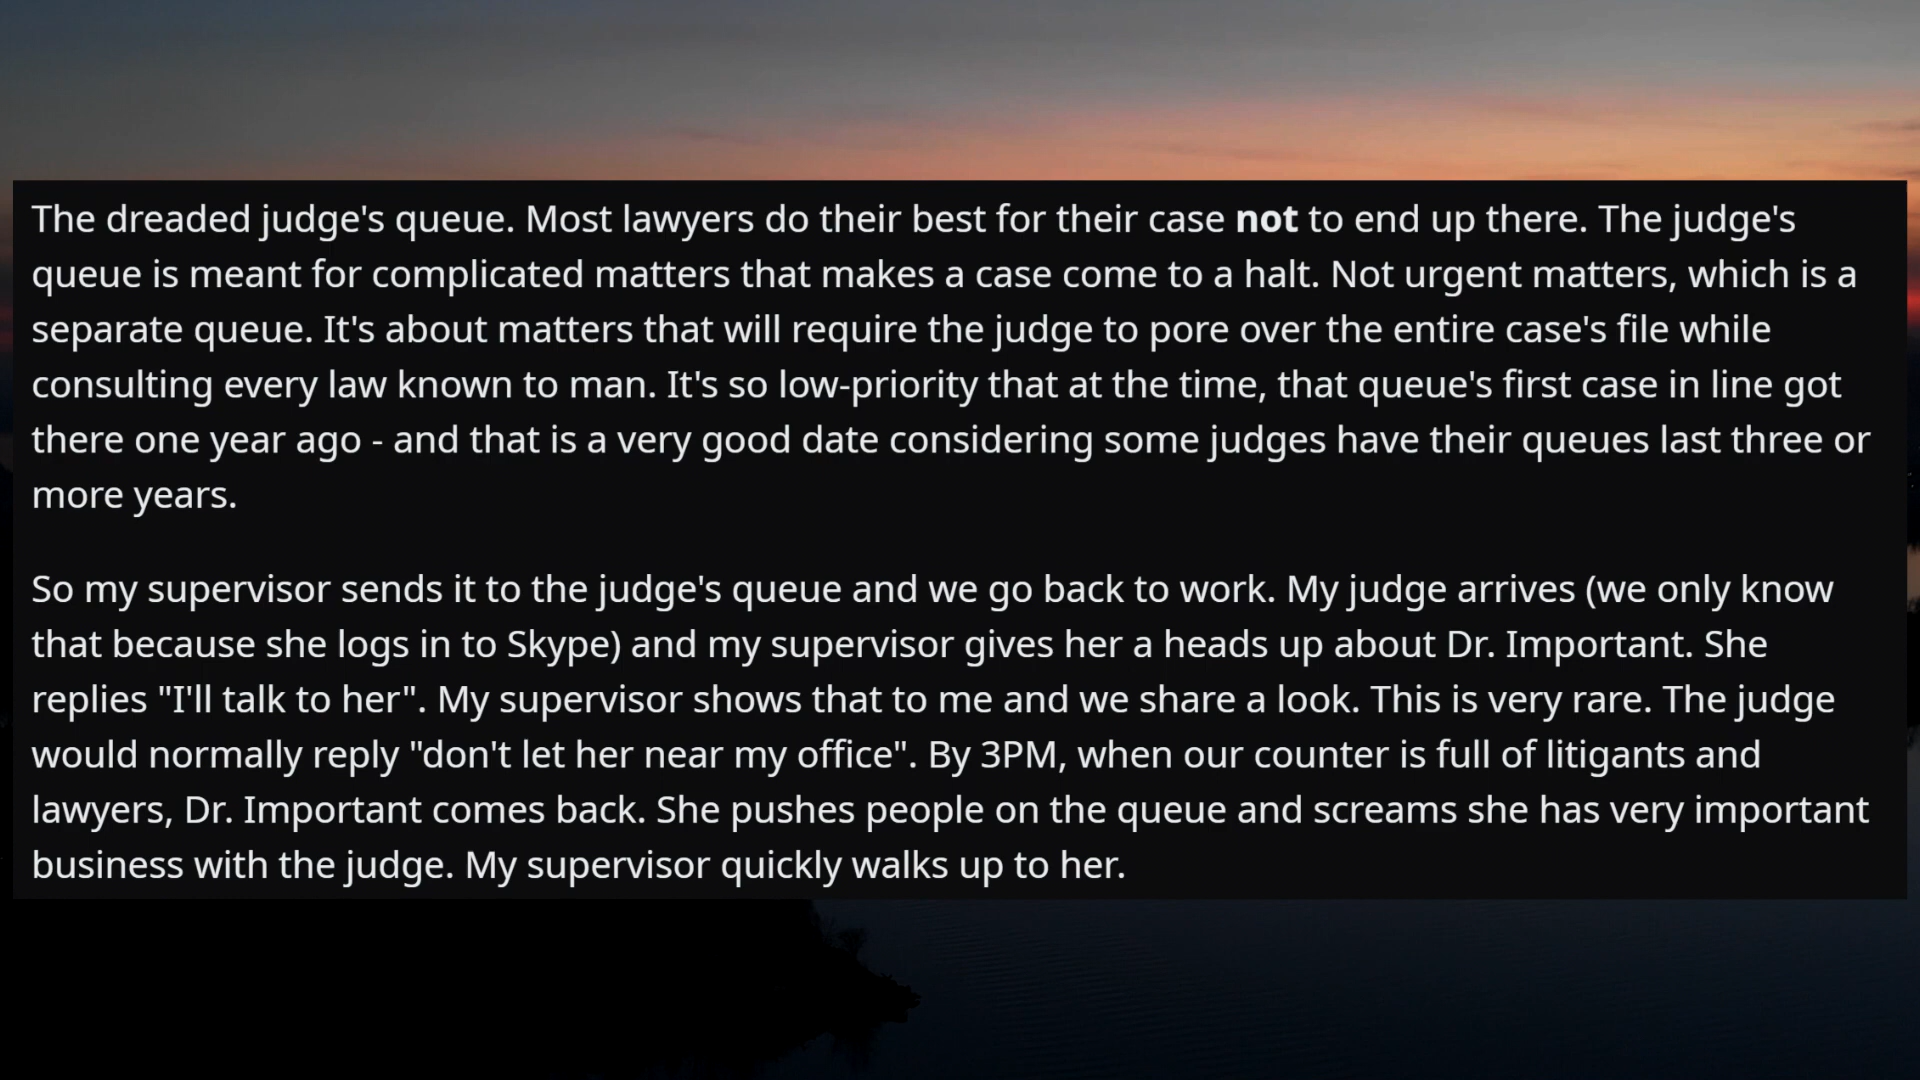 The dreaded judge's queue. Most lawyers do their best for their case not to end up there. The judge's
queue is meant for complicated matters that makes a case come to a halt. Not urgent matters, which is a
separate queue. It's about matters that will require the judge to pore over the entire case's file while
consulting every law known to man. It's so low-priority that at the time, that queue's first case in line got
there one year ago - and that is a very good date considering some judges have their queues last three or
more years.
So my supervisor sends it to the judge's queue and we go back to work. My judge arrives (we only know
that because she logs in to Skype) and my supervisor gives her a heads up about Dr. Important. She
replies "I'll talk to her". My supervisor shows that to me and we share a look. This is very rare. The judge
would normally reply "don't let her near my office". By 3PM, when our counter is full of litigants and
lawyers, Dr. Important comes back. She pushes people on the queue and screams she has very important
business with the judge. My supervisor quickly walks up to her.